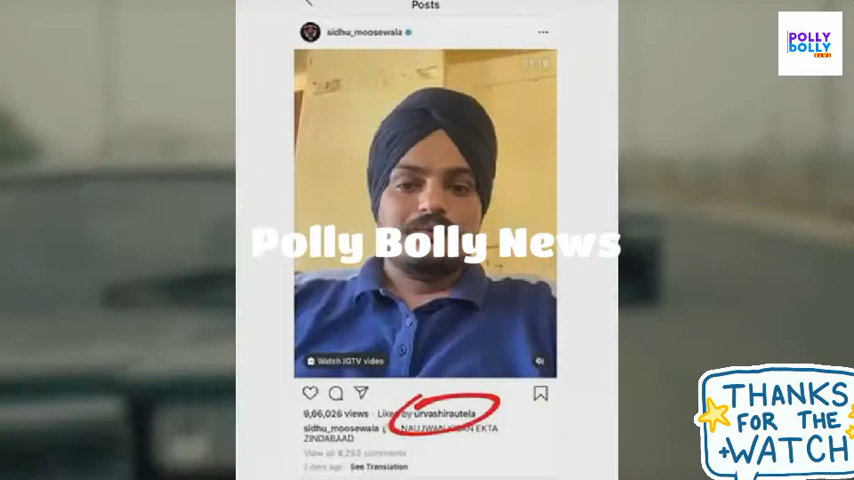 Posts
POLLY
BOLLY
sidhu_moosewala
Polly Bolly News
Watch IGTV video
9,66,026 views · Liked by urvashirautela
sidhu_moosewala NAUJWAN KISAN EKTA
ZINDABAAD
View all 8,253 comments
2 days ago See Translation
THANKS
FOR THE
WATCH